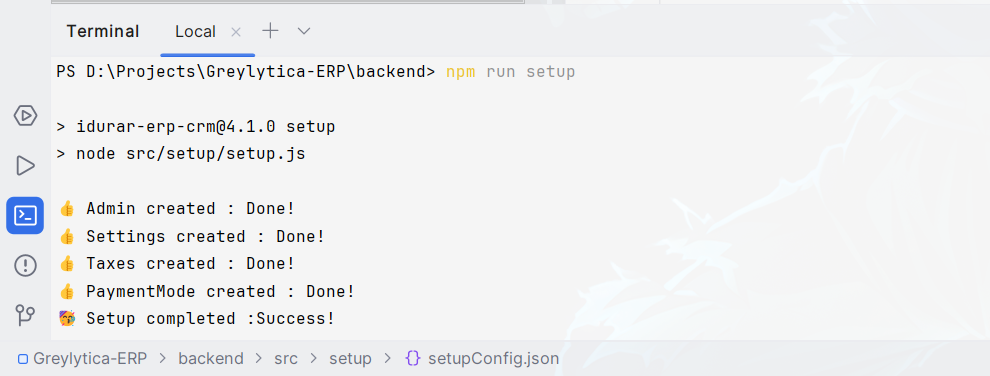 Terminal Local
PS D:\Projects\Greylytica-ERP\backend> npm run setup
> idurar-erp-crm@4.1.0 setup
> node src/setup/setup.js
👍 Admin created : Done!
👍 Settings created : Done!
👍 Taxes created : Done!
👍 PaymentMode created : Done!
🥳 Setup completed :Success!
Greylytica-ERP > backend > src > setup > {} setupConfig.json